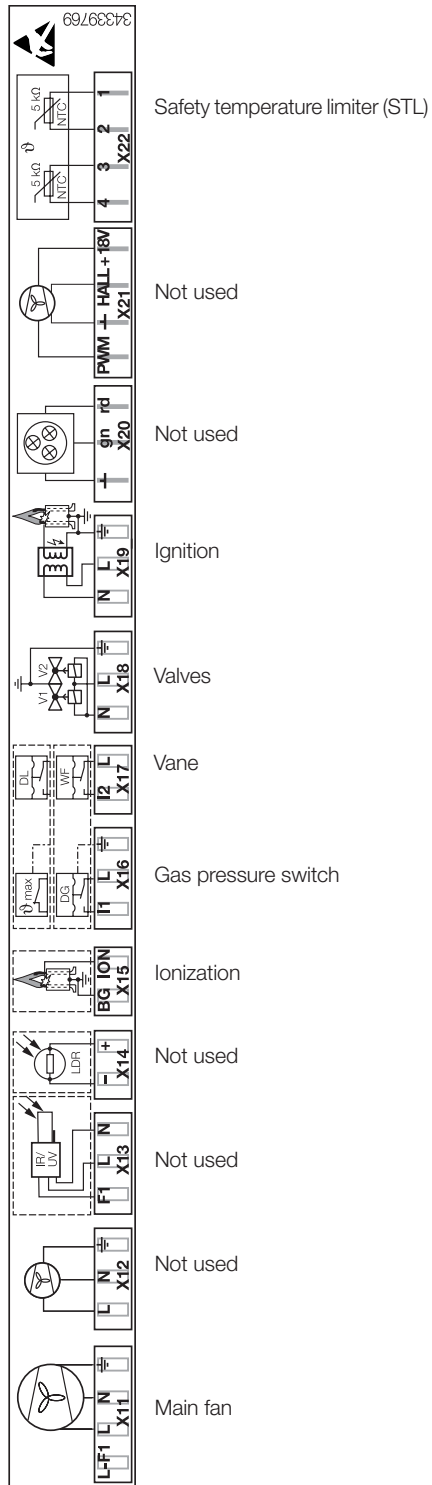 34339769
5 kΩ
NTC
ϑ
5 kΩ
NTC
1
2
3
4
X22
Safety temperature limiter (STL)
+ 18V
HALL
⊥
PWM
X21
Not used
rd
gn
⊥
X20
Not used
L
N
X19
Ignition
V1
V2
L
N
X18
Valves
DL
WF
L
I2
X17
Vane
ϑ max
DG
L
I1
X16
Gas pressure switch
ION
BG
X15
Ionization
LDR
+
–
X14
Not used
IR/
UV
N
L
F1
X13
Not used
N
L
X12
Not used
N
L
L-F1
X11
Main fan